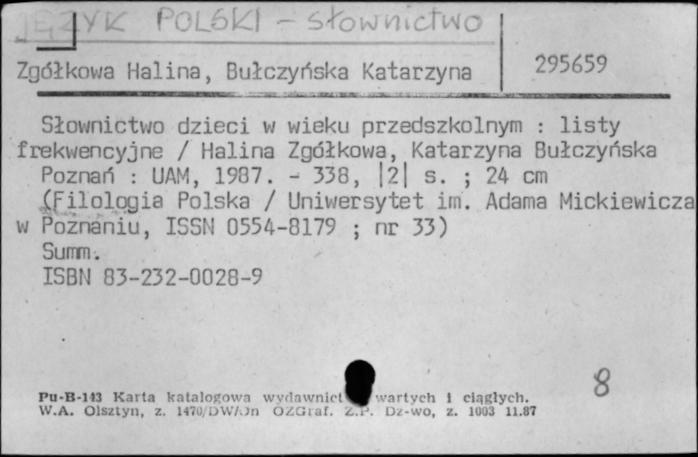 JĘZYK POLSKI - słownictwo
Zgółkowa Halina, Bułczyńska Katarzyna
295659
Słownictwo dzieci w wieku przedszkolnym : listy
frekwencyjne / Halina Zgółkowa, Katarzyna Bułczyńska
Poznań : UAM, 1987. - 338, |2| s. ; 24 cm
(Filologia Polska / Uniwersytet im. Adama Mickiewicza
w Poznaniu, ISSN 0554-8179 ; nr 33)
Summ.
ISBN 83-232-0028-9
8
Pu-B-143 Karta katalogowa wydawnict wartych i ciągłych.
W.A. Olsztyn, z. 1470/DW/Dn OZGraf. Z.P. Dz-wo, z. 1003 11.87